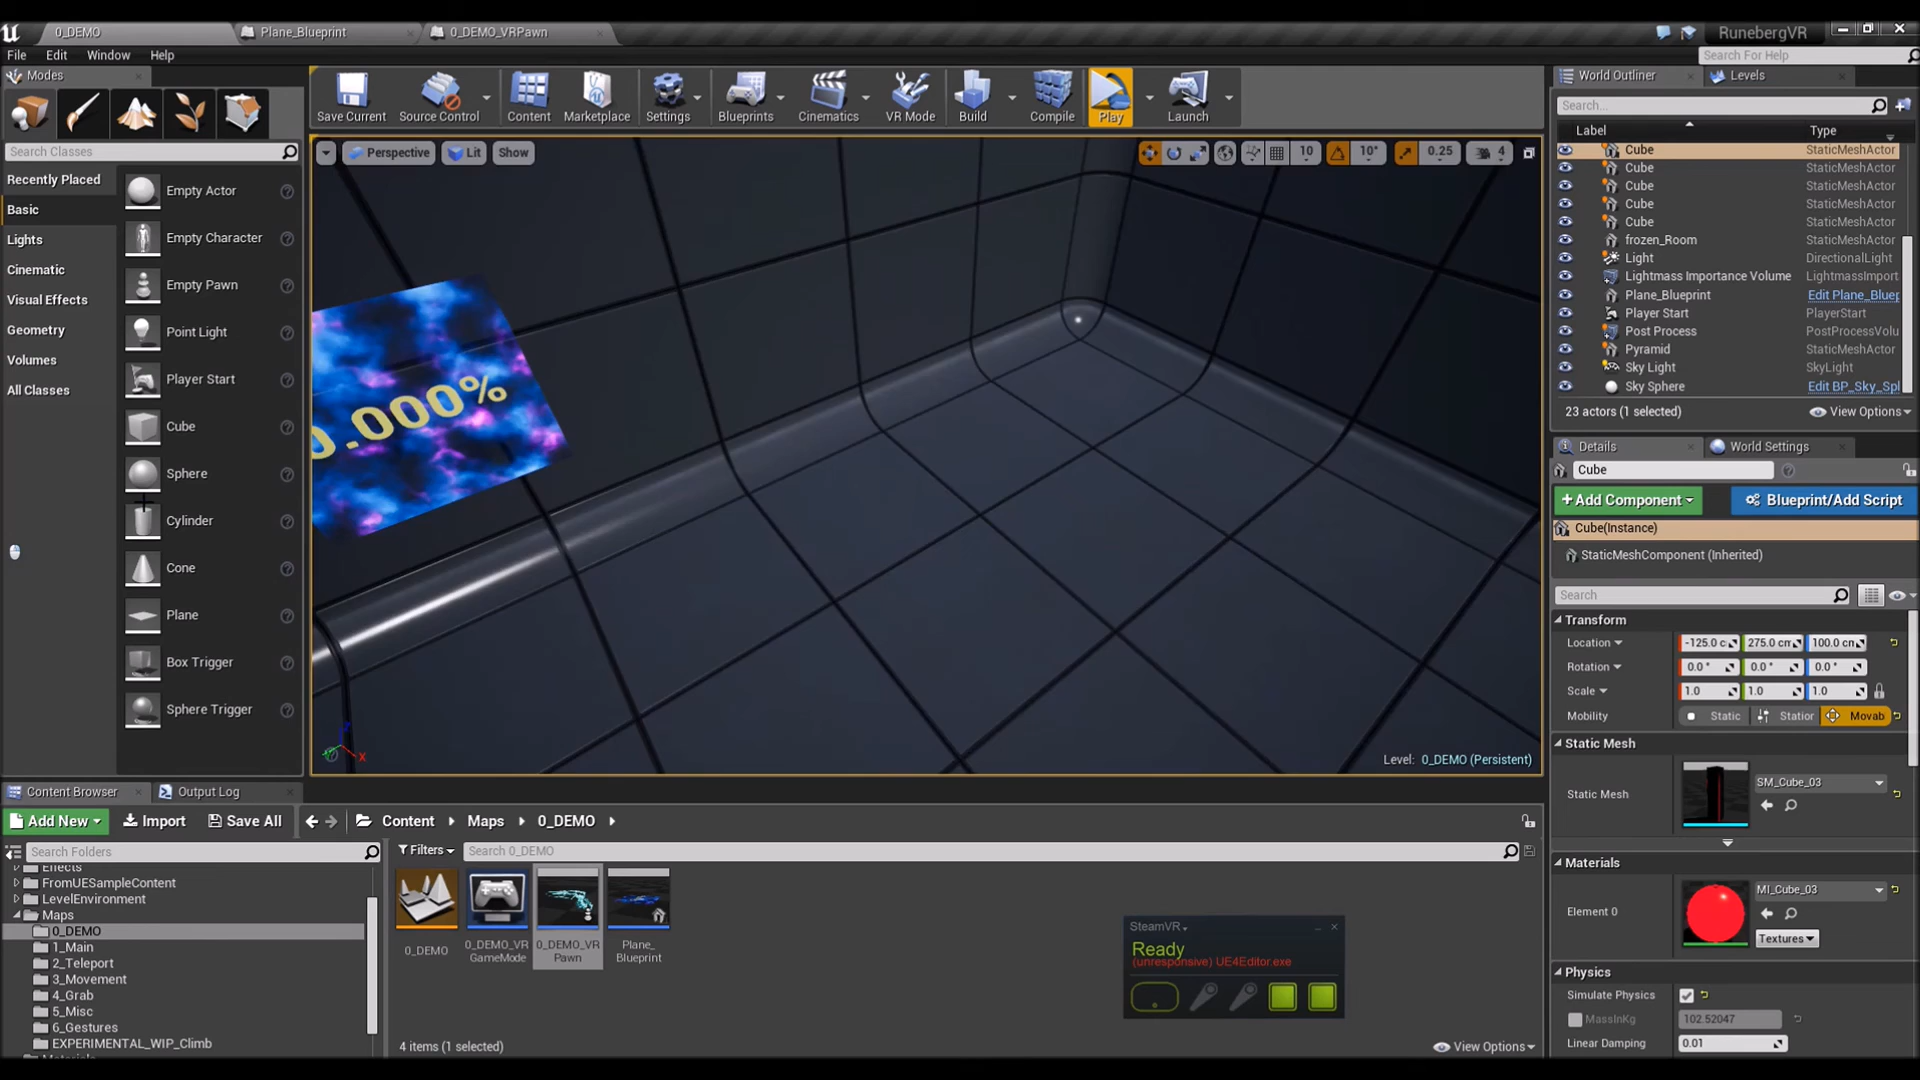 0_DEMO
Plane_Blueprint
0_DEMO_VRPawn
RunebergVR
File
Edit
Window
Help
Search For Help
Modes
Save Current
Source Control
Content
Marketplace
Settings
Blueprints
Cinematics
VR Mode
Build
Compile
Play
Launch
World Outliner
Levels
Search...
Label
Type
Search Classes
Recently Placed
Basic
Lights
Cinematic
Visual Effects
Geometry
Volumes
All Classes
Empty Actor
Empty Character
Empty Pawn
Point Light
Player Start
Cube
Sphere
Cylinder
Cone
Plane
Box Trigger
Sphere Trigger
Perspective
Lit
Show
10
10°
0.25
4
0.000%
Level: 0_DEMO (Persistent)
Cube StaticMeshActor
Cube StaticMeshActor
Cube StaticMeshActor
Cube StaticMeshActor
Cube StaticMeshActor
frozen_Room StaticMeshActor
Light DirectionalLight
Lightmass Importance Volume LightmassImport
Plane_Blueprint Edit Plane_Bluep
Player Start PlayerStart
Post Process PostProcessVolu
Pyramid StaticMeshActor
Sky Light SkyLight
Sky Sphere Edit BP_Sky_Spl
23 actors (1 selected)
View Options
Details
World Settings
Cube
+Add Component
Blueprint/Add Script
Cube(Instance)
StaticMeshComponent (Inherited)
Search
Transform
Location -125.0 c 275.0 cm 100.0 cm
Rotation 0.0 ° 0.0 ° 0.0 °
Scale 1.0 1.0 1.0
Mobility Static Station Movab
Static Mesh
Static Mesh
SM_Cube_03
Materials
Element 0
MI_Cube_03
Textures
Physics
Simulate Physics
MassInKg 102.52047
Linear Damping 0.01
Content Browser
Output Log
Add New
Import
Save All
Content
Maps
0_DEMO
Search Folders
Filters
Search 0_DEMO
Effects
FromUESampleContent
LevelEnvironment
Maps
0_DEMO
1_Main
2_Teleport
3_Movement
4_Grab
5_Misc
6_Gestures
EXPERIMENTAL_WIP_Climb
Materials
0_DEMO
0_DEMO_VR
GameMode
0_DEMO_VR
Pawn
Plane_
Blueprint
SteamVR
Ready
(unresponsive) UE4Editor.exe
4 items (1 selected)
View Options